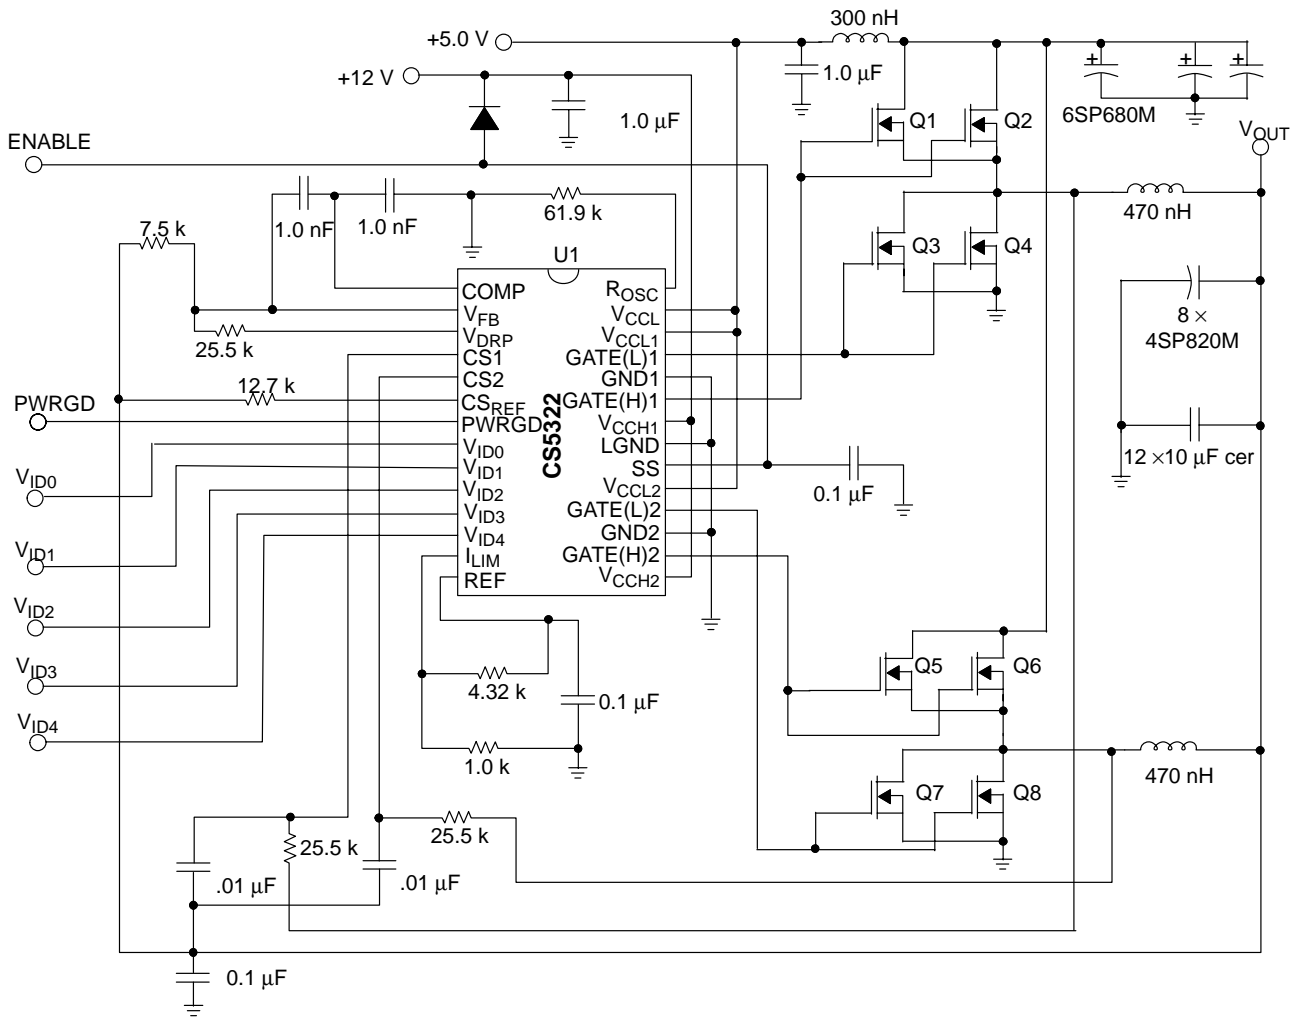 300 nH
+5.0 V
+12 V
1.0 μF
1.0 μF
6SP680M
Q1
Q2
ENABLE
VOUT
61.9 k
1.0 nF
1.0 nF
470 nH
7.5 k
Q3
Q4
U1
COMP
ROSC
VFB
VCCL
VDRP
VCCL1
25.5 k
CS1
GATE(L)1
CS2
GND1
12.7 k
CSREF
GATE(H)1
PWRGD
PWRGD
VCCH1
VID0
LGND
VID1
SS
VID2
VCCL2
VID3
GATE(L)2
VID4
GND2
ILIM
GATE(H)2
REF
VCCH2
CS5322
8 ×
4SP820M
12 ×10 μF cer
0.1 μF
VID0
VID1
VID2
VID3
VID4
4.32 k
0.1 μF
1.0 k
Q5
Q6
470 nH
Q7
Q8
25.5 k
25.5 k
.01 μF
.01 μF
0.1 μF